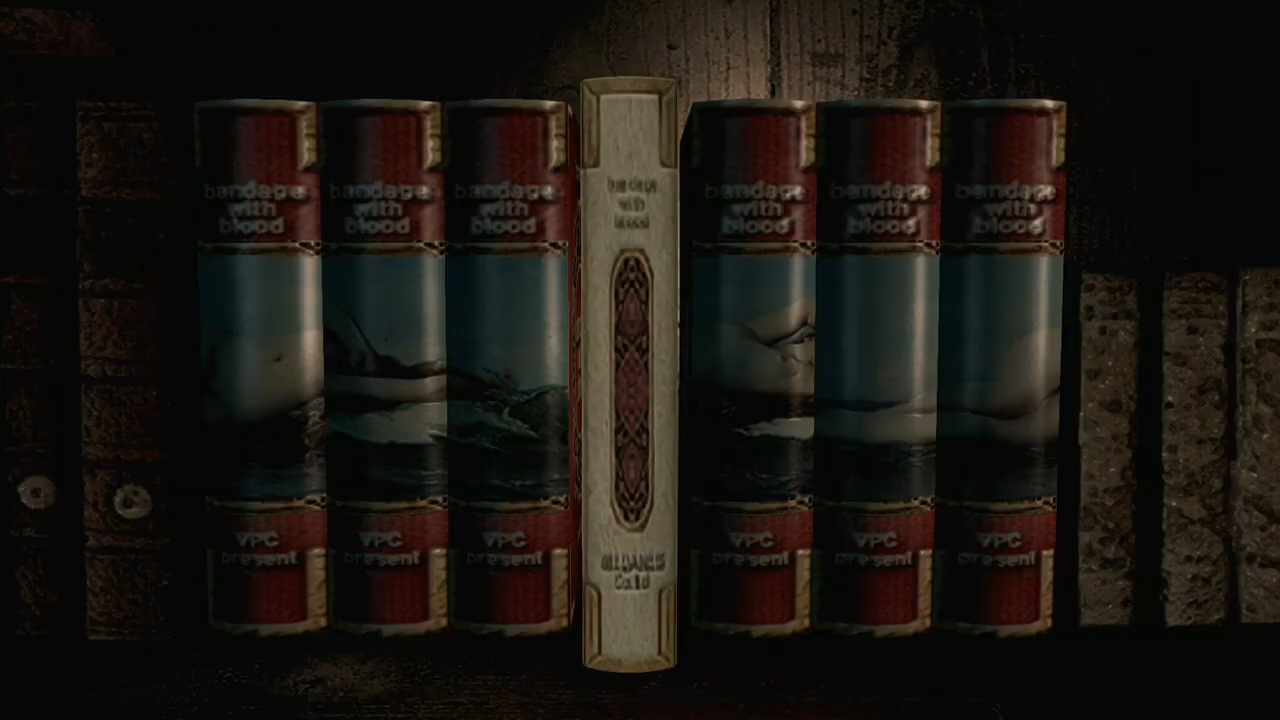 bandage
with
blood
VPC
present
bandage
with
blood
VPC
present
bandage
with
blood
VPC
present
bandage
with
blood
bandage
with
blood
VPC
present
bandage
with
blood
VPC
present
bandage
with
blood
VPC
present